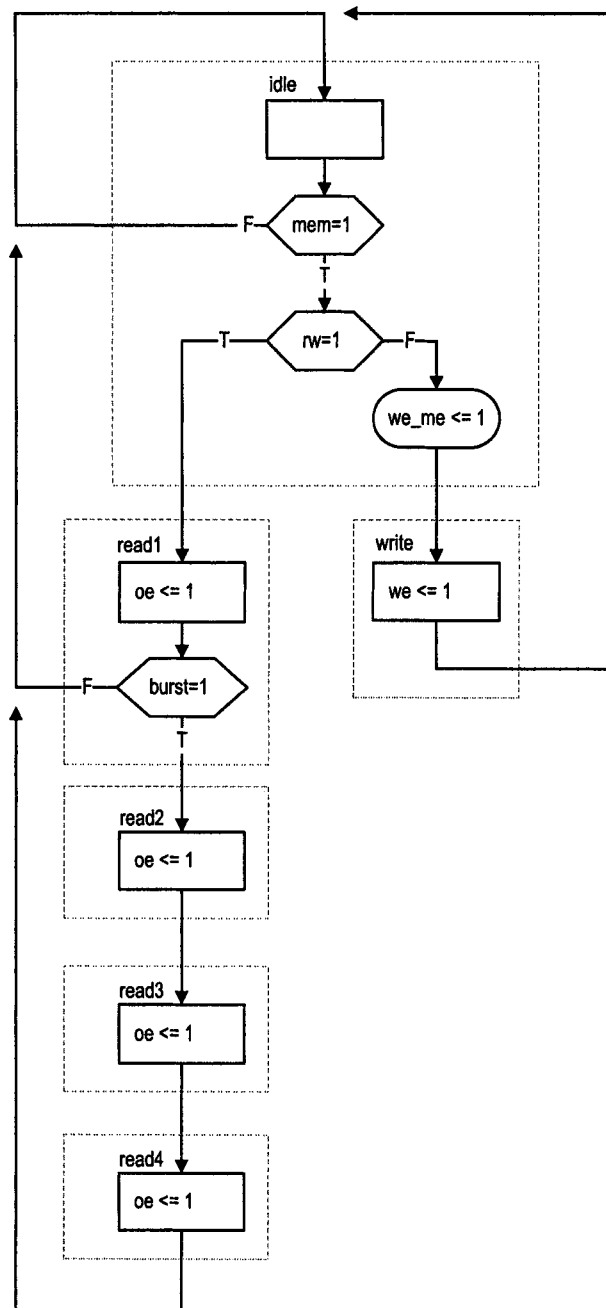 idle
F
mem=1
T
T
rw=1
F
we_me <= 1
read1
oe <= 1
write
we <= 1
F
burst=1
T
read2
oe <= 1
read3
oe <= 1
read4
oe <= 1